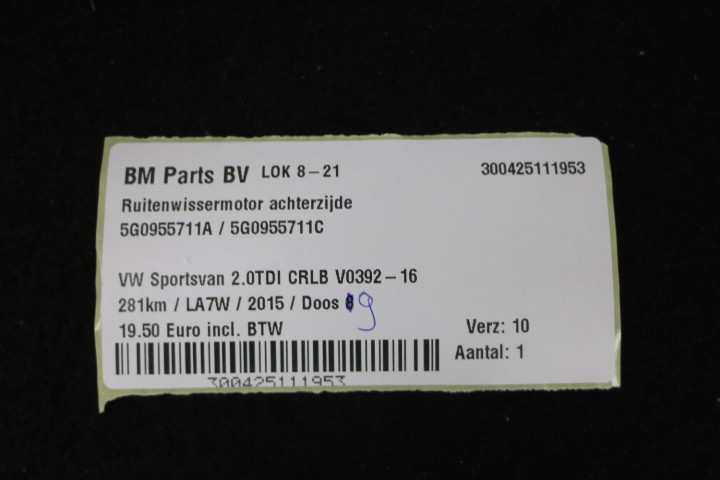 BM Parts BV LOK 8-21 300425111953
Ruitenwissermotor achterzijde
5G0955711A / 5G0955711C
VW Sportsvan 2.0TDI CRLB V0392-16
281km / LA7W / 2015 / Doos 9
19.50 Euro incl. BTW Verz: 10
Aantal: 1
300425111953